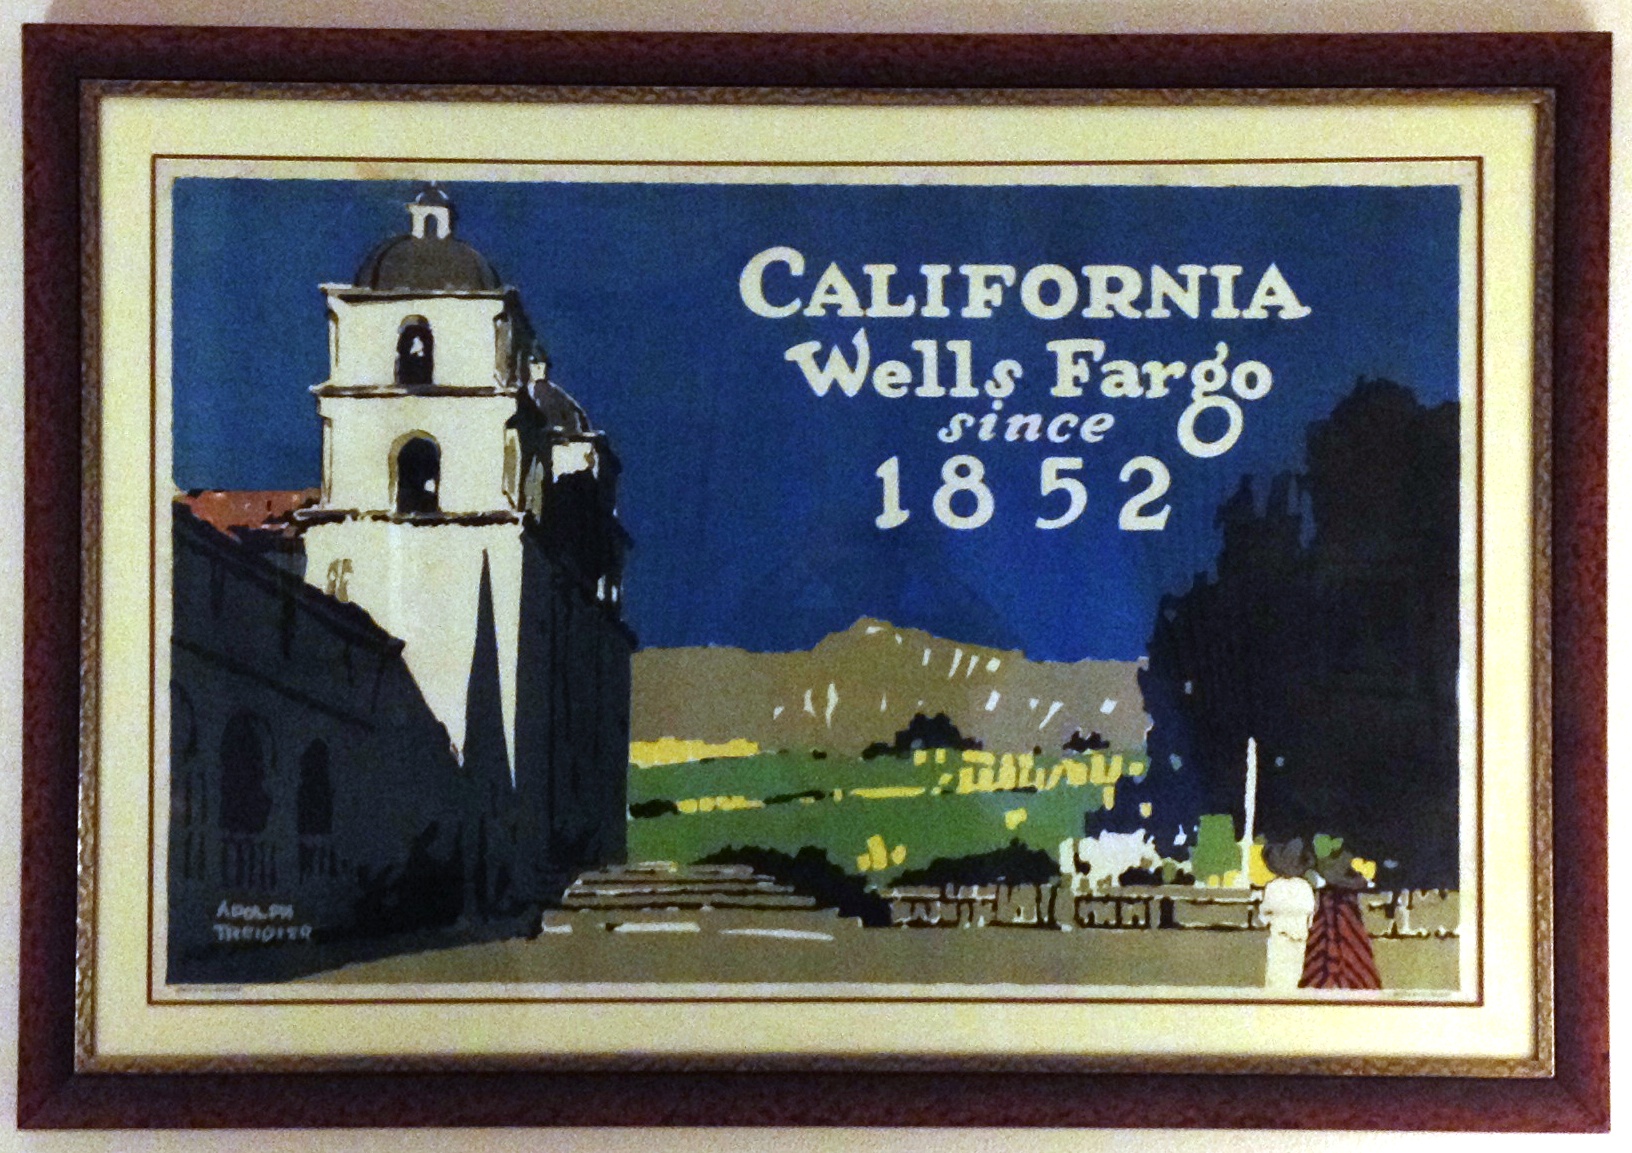 CALIFORNIA
Wells Fargo
since
1852
ADOLPH
TREIDLER